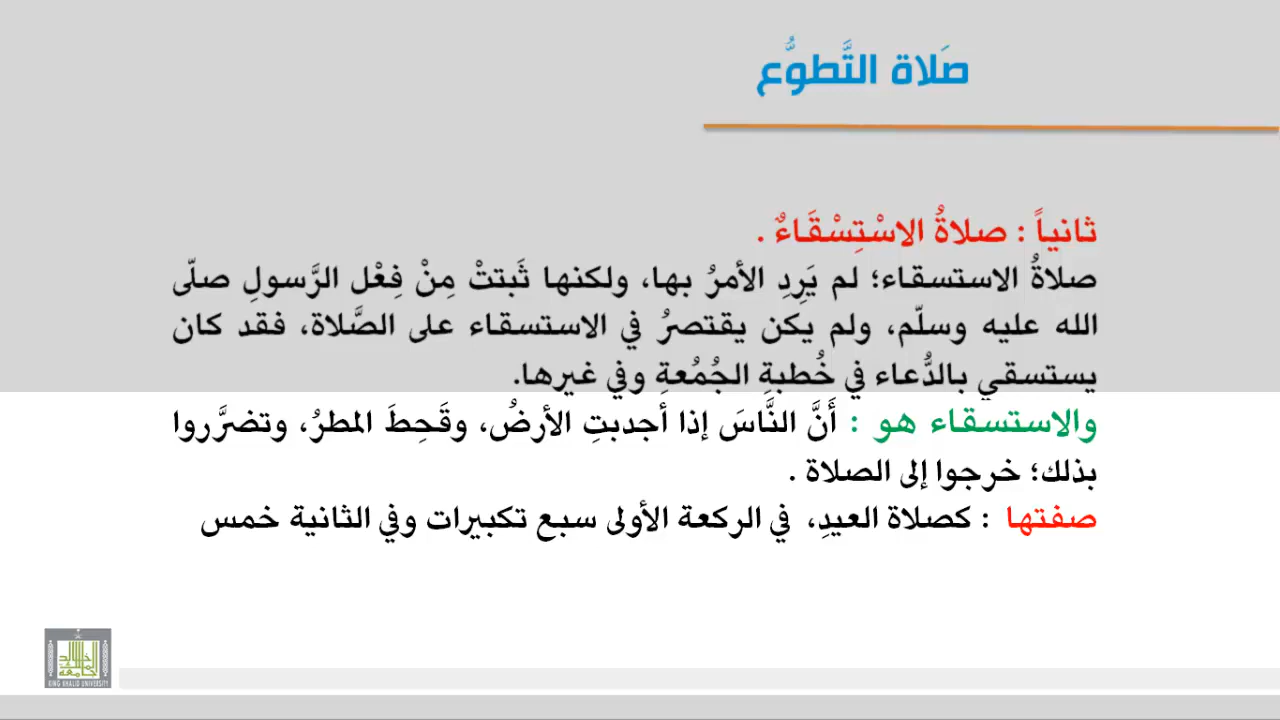 صَلاة التَّطوُّع
ثانياً : صلاةُ الاسْتِسْقَاءُ .
صلاةُ الاستسقاء؛ لم يَرِدِ الأمرُ بها، ولكنها ثَبتتْ مِنْ فِعْل الرَّسولِ صلّى
الله عليه وسلّم، ولم يكن يقتصرُ في الاستسقاء على الصَّلاة، فقد كان
يستسقي بالدُّعاء في خُطبةِ الجُمُعةِ وفي غيرها.
والاستسقاء هو : أَنَّ النَّاسَ إذا أجدبتِ الأرضُ، وقَحِطَ المطرُ، وتضرَّروا
بذلك؛ خرجوا إلى الصلاة .
صفتها : كصلاة العيدِ، في الركعة الأولى سبع تكبيرات وفي الثانية خمس
KING KHALID UNIVERSITY